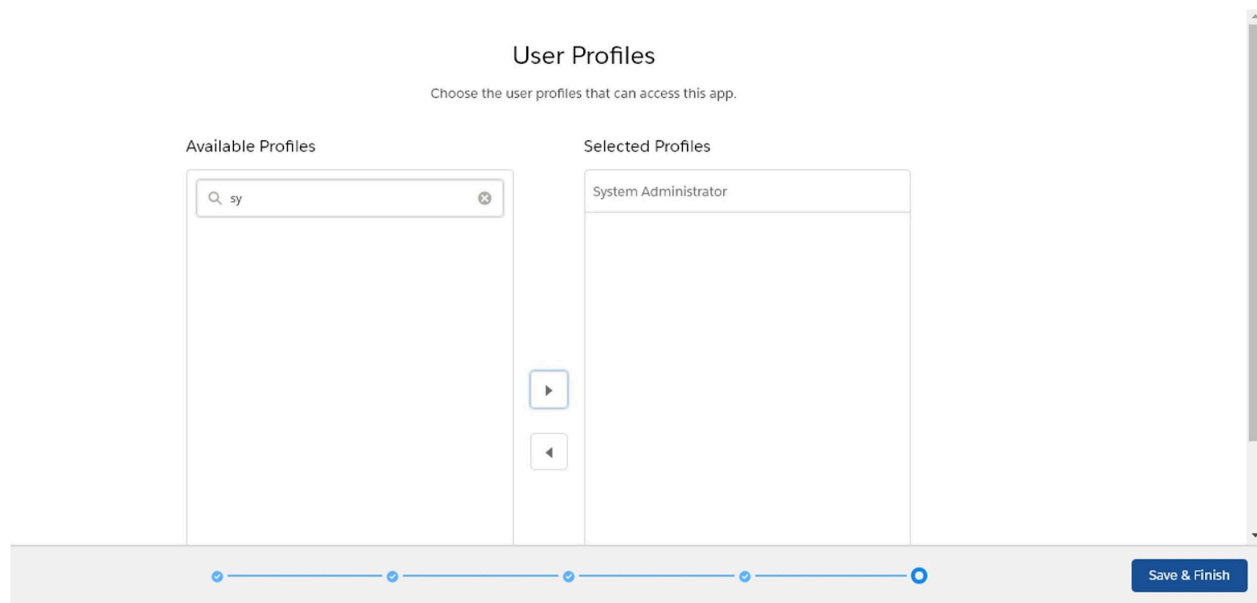 User Profiles
Choose the user profiles that can access this app.
Available Profiles
Selected Profiles
sy
System Administrator
Save & Finish